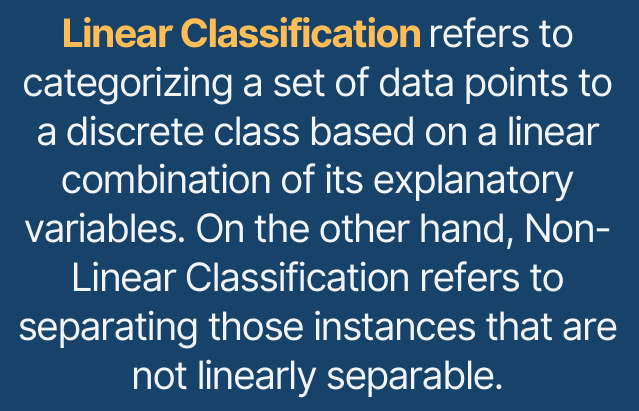 Linear Classification refers to
categorizing a set of data points to
a discrete class based on a linear
combination of its explanatory
variables. On the other hand, Non-
Linear Classification refers to
separating those instances that are
not linearly separable.